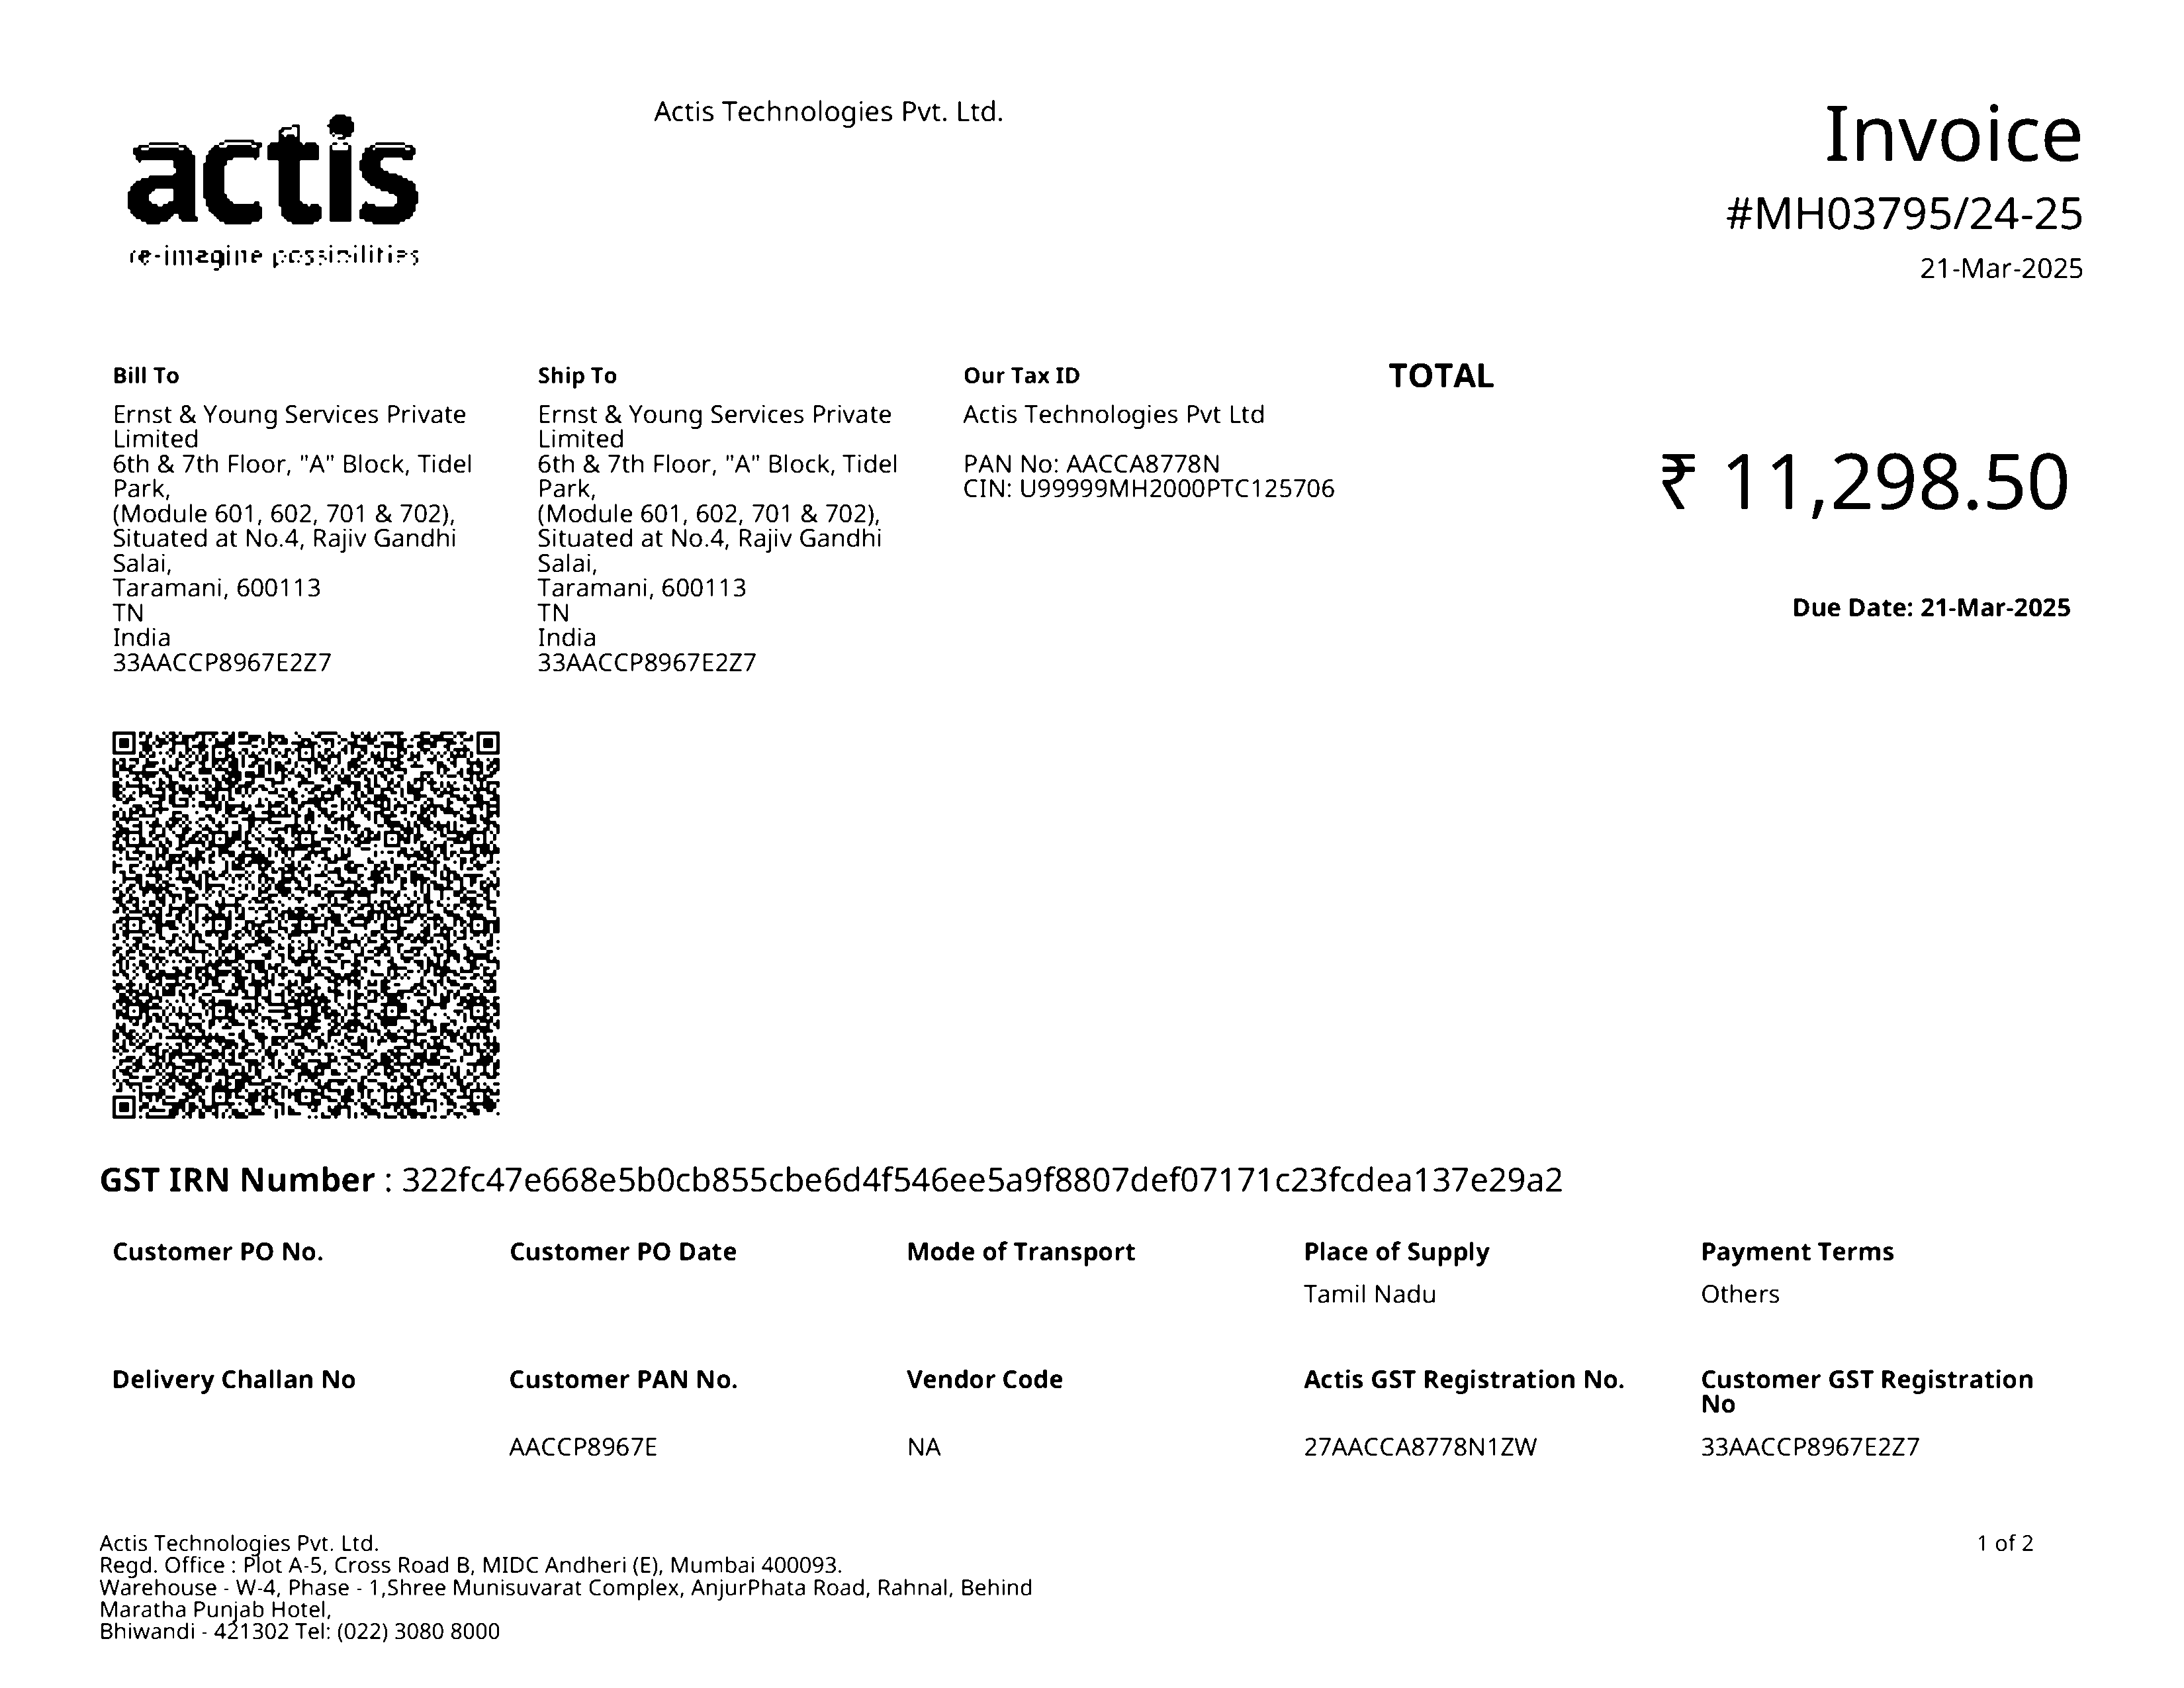 actis
re-imagine possibilities
Actis Technologies Pvt. Ltd.
Invoice
#MH03795/24-25
21-Mar-2025
Bill To
Ernst & Young Services Private
Limited
6th & 7th Floor, "A" Block, Tidel
Park,
(Module 601, 602, 701 & 702),
Situated at No.4, Rajiv Gandhi
Salai,
Taramani, 600113
TN
India
33AACCP8967E2Z7
Ship To
Ernst & Young Services Private
Limited
6th & 7th Floor, "A" Block, Tidel
Park,
(Module 601, 602, 701 & 702),
Situated at No.4, Rajiv Gandhi
Salai,
Taramani, 600113
TN
India
33AACCP8967E2Z7
Our Tax ID
Actis Technologies Pvt Ltd
PAN No: AACCA8778N
CIN: U99999MH2000PTC125706
TOTAL
₹ 11,298.50
Due Date: 21-Mar-2025
GST IRN Number : 322fc47e668e5b0cb855cbe6d4f546ee5a9f8807def07171c23fcdea137e29a2
Customer PO No.
Customer PO Date
Mode of Transport
Place of Supply
Tamil Nadu
Payment Terms
Others
Delivery Challan No
Customer PAN No.
AACCP8967E
Vendor Code
NA
Actis GST Registration No.
27AACCA8778N1ZW
Customer GST Registration
No
33AACCP8967E2Z7
Actis Technologies Pvt. Ltd.
Regd. Office : Plot A-5, Cross Road B, MIDC Andheri (E), Mumbai 400093.
Warehouse - W-4, Phase - 1,Shree Munisuvarat Complex, AnjurPhata Road, Rahnal, Behind
Maratha Punjab Hotel,
Bhiwandi - 421302 Tel: (022) 3080 8000
1 of 2